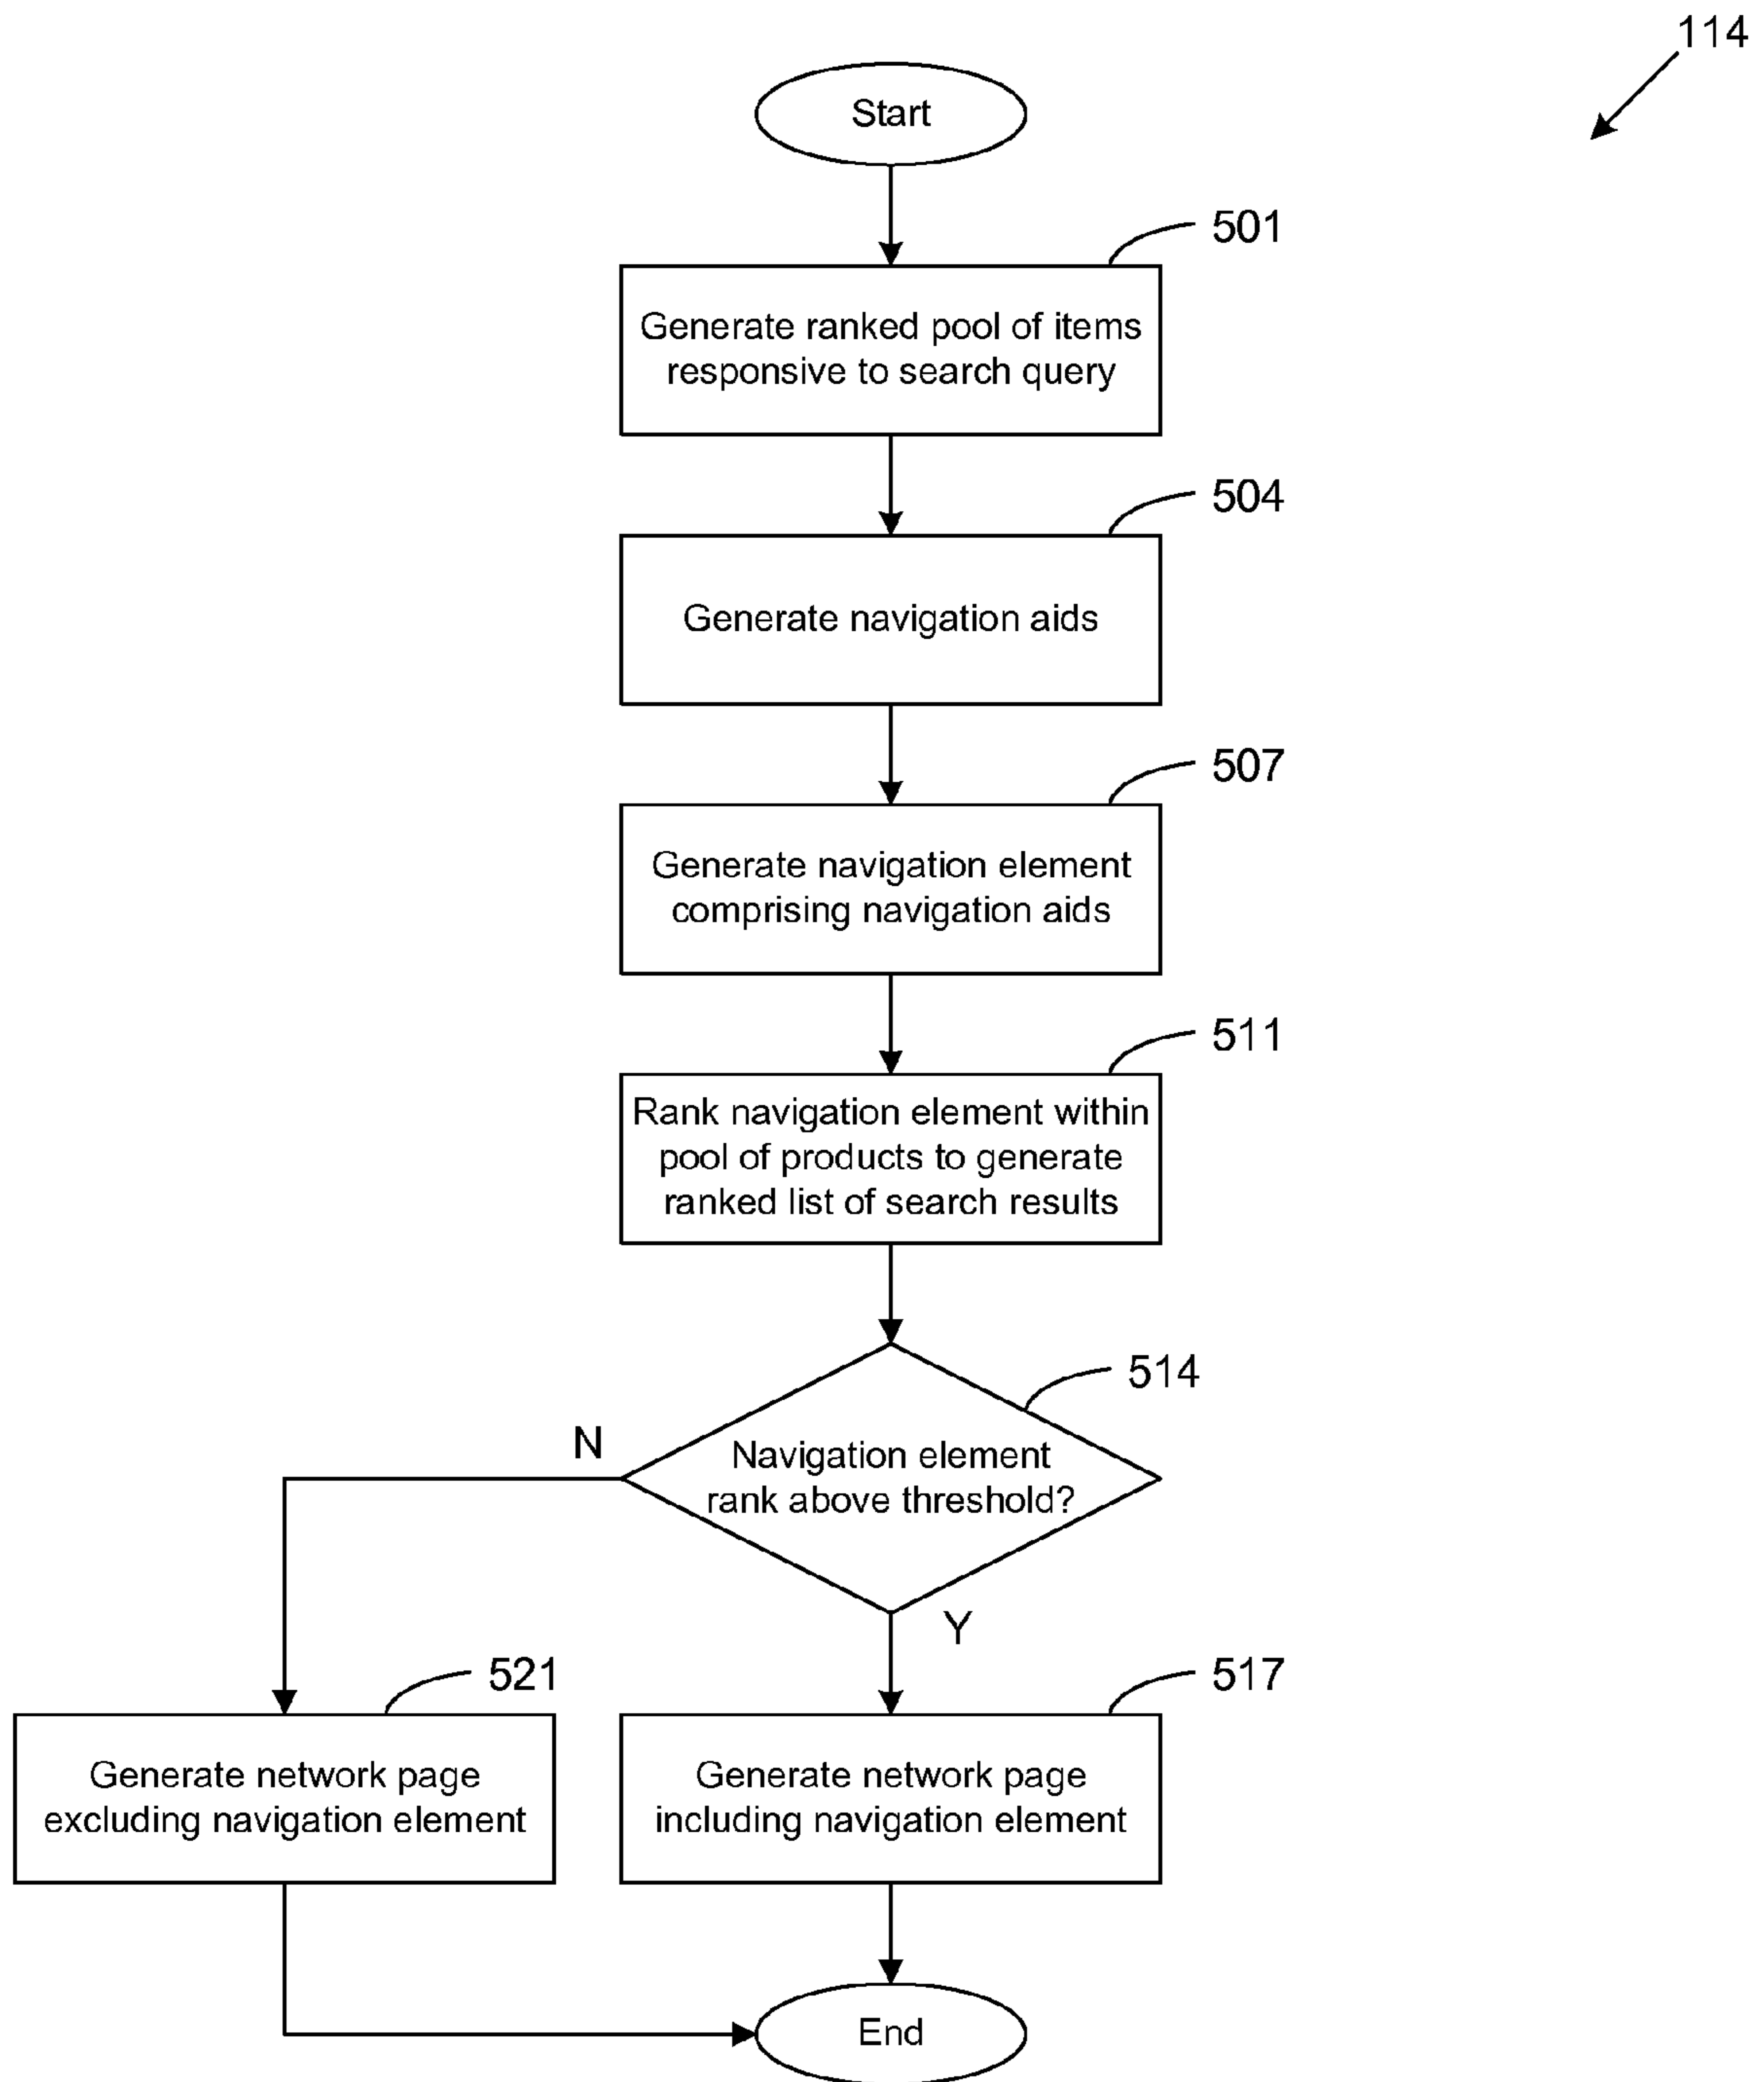 114
Start
501
Generate ranked pool of items
responsive to search query
504
Generate navigation aids
507
Generate navigation element
comprising navigation aids
511
Rank navigation element within
pool of products to generate
ranked list of search results
514
Navigation element
rank above threshold?
N
Y
521
Generate network page
excluding navigation element
517
Generate network page
including navigation element
End